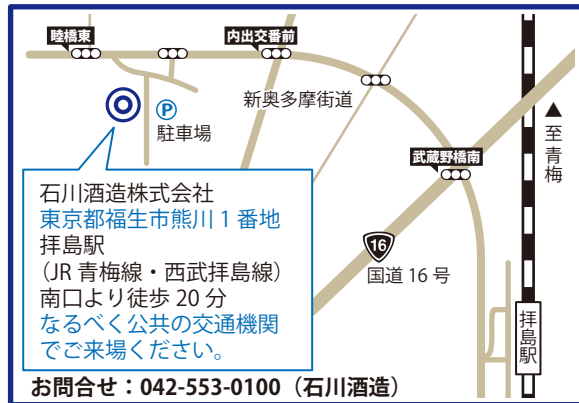 睦橋東
内出交番前
新奥多摩街道
P
駐車場
武蔵野橋南
▲至青梅
16
国道 16 号
拝島駅
石川酒造株式会社
東京都福生市熊川 1 番地
拝島駅
(JR 青梅線・西武拝島線)
南口より徒歩 20 分
なるべく公共の交通機関
でご来場ください。
お問合せ：042-553-0100（石川酒造）